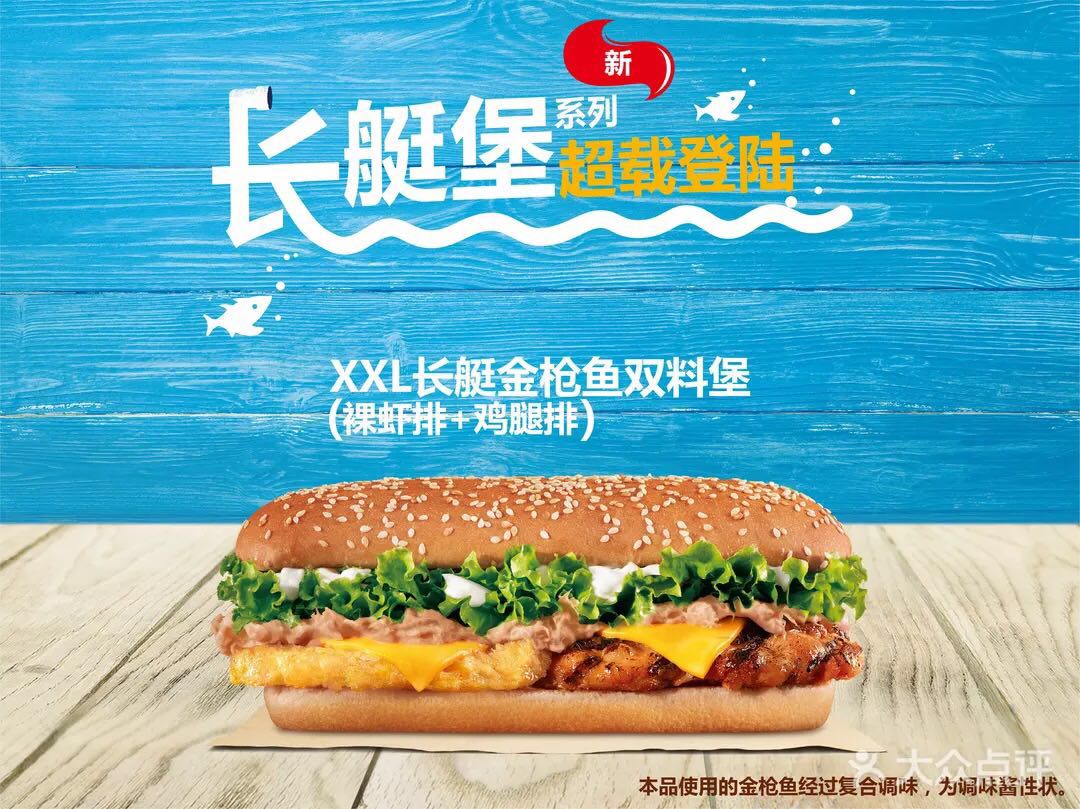 新
长艇堡系列
超载登陆
XXL长艇金枪鱼双料堡
(裸虾排+鸡腿排)
大众点评
本品使用的金枪鱼经过复合调味，为调味酱性状。